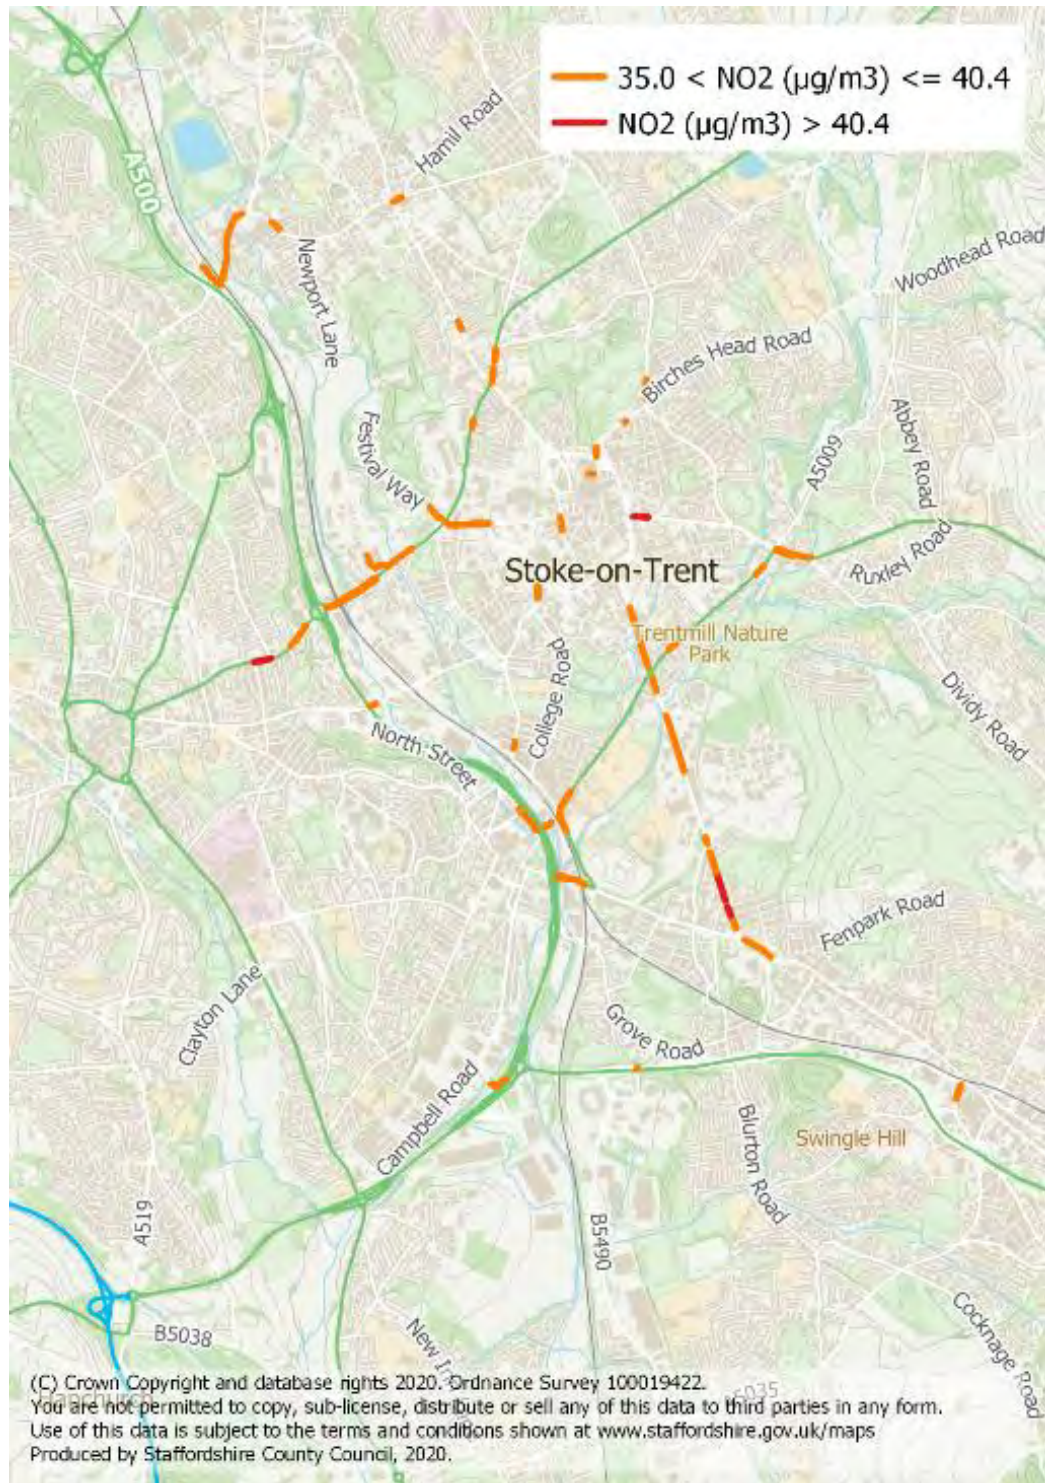 35.0 < NO2 (µg/m3) <= 40.4
NO2 (µg/m3) > 40.4
Hamil Road
A500
Newport Lane
Woodhead Road
Birches Head Road
Abbey Road
A5009
Festival Way
Ruxley Road
Stoke-on-Trent
Trentmill Nature
Park
College Road
Dividy Road
North Street
Fenpark Road
Clayton Lane
Grove Road
Campbell Road
Blurton Road
Swingle Hill
A519
B5490
B5038
New In
Cocknage Road
(C) Crown Copyright and database rights 2020. Ordnance Survey 100019422.
You are not permitted to copy, sub-license, distribute or sell any of this data to third parties in any form.
Use of this data is subject to the terms and conditions shown at www.staffordshire.gov.uk/maps
Produced by Staffordshire County Council, 2020.